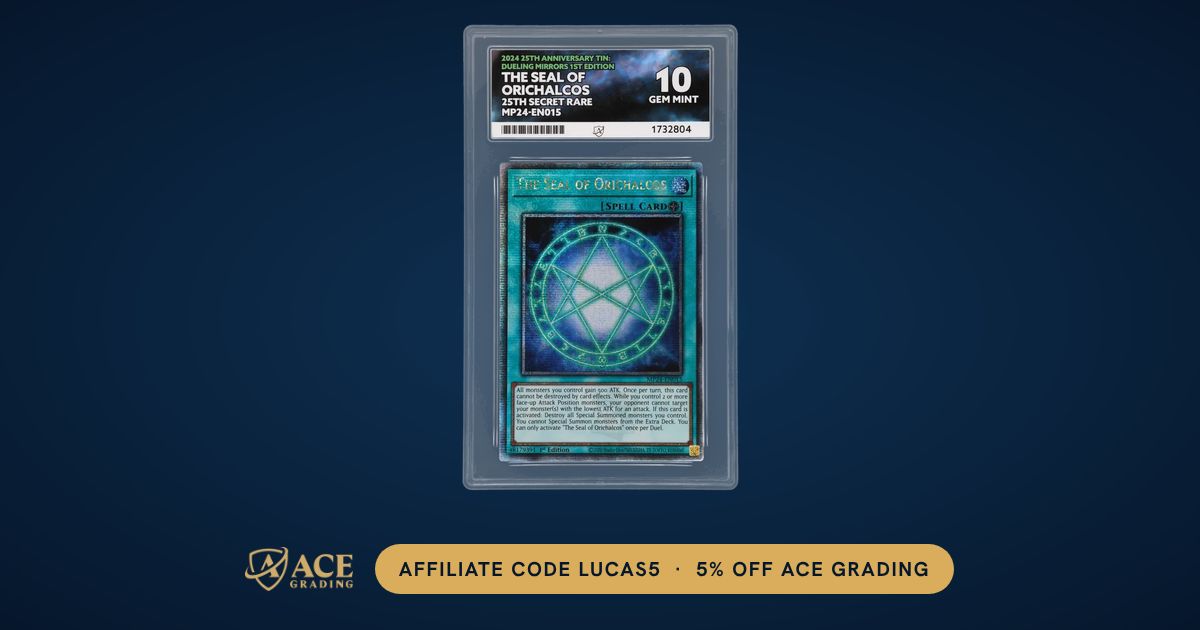 2024 25TH ANNIVERSARY TIN:
DUELING MIRRORS 1ST EDITION
THE SEAL OF
ORICHALCOS
25TH SECRET RARE
MP24-EN015
10
GEM MINT
1732804
THE SEAL OF ORICHALCOS
[SPELL CARD]
MP24-EN015
All monsters you control gain 500 ATK. Once per turn, this card
cannot be destroyed by card effects. While you control 2 or more
face-up Attack Position monsters, your opponent cannot target
your monster(s) with the lowest ATK for an attack. If this card is
activated: Destroy all Special Summoned monsters you control.
You cannot Special Summon monsters from the Extra Deck. You
can only activate "The Seal of Orichalcos" once per Duel.
1st Edition
ACE
GRADING
AFFILIATE CODE LUCAS5 · 5% OFF ACE GRADING